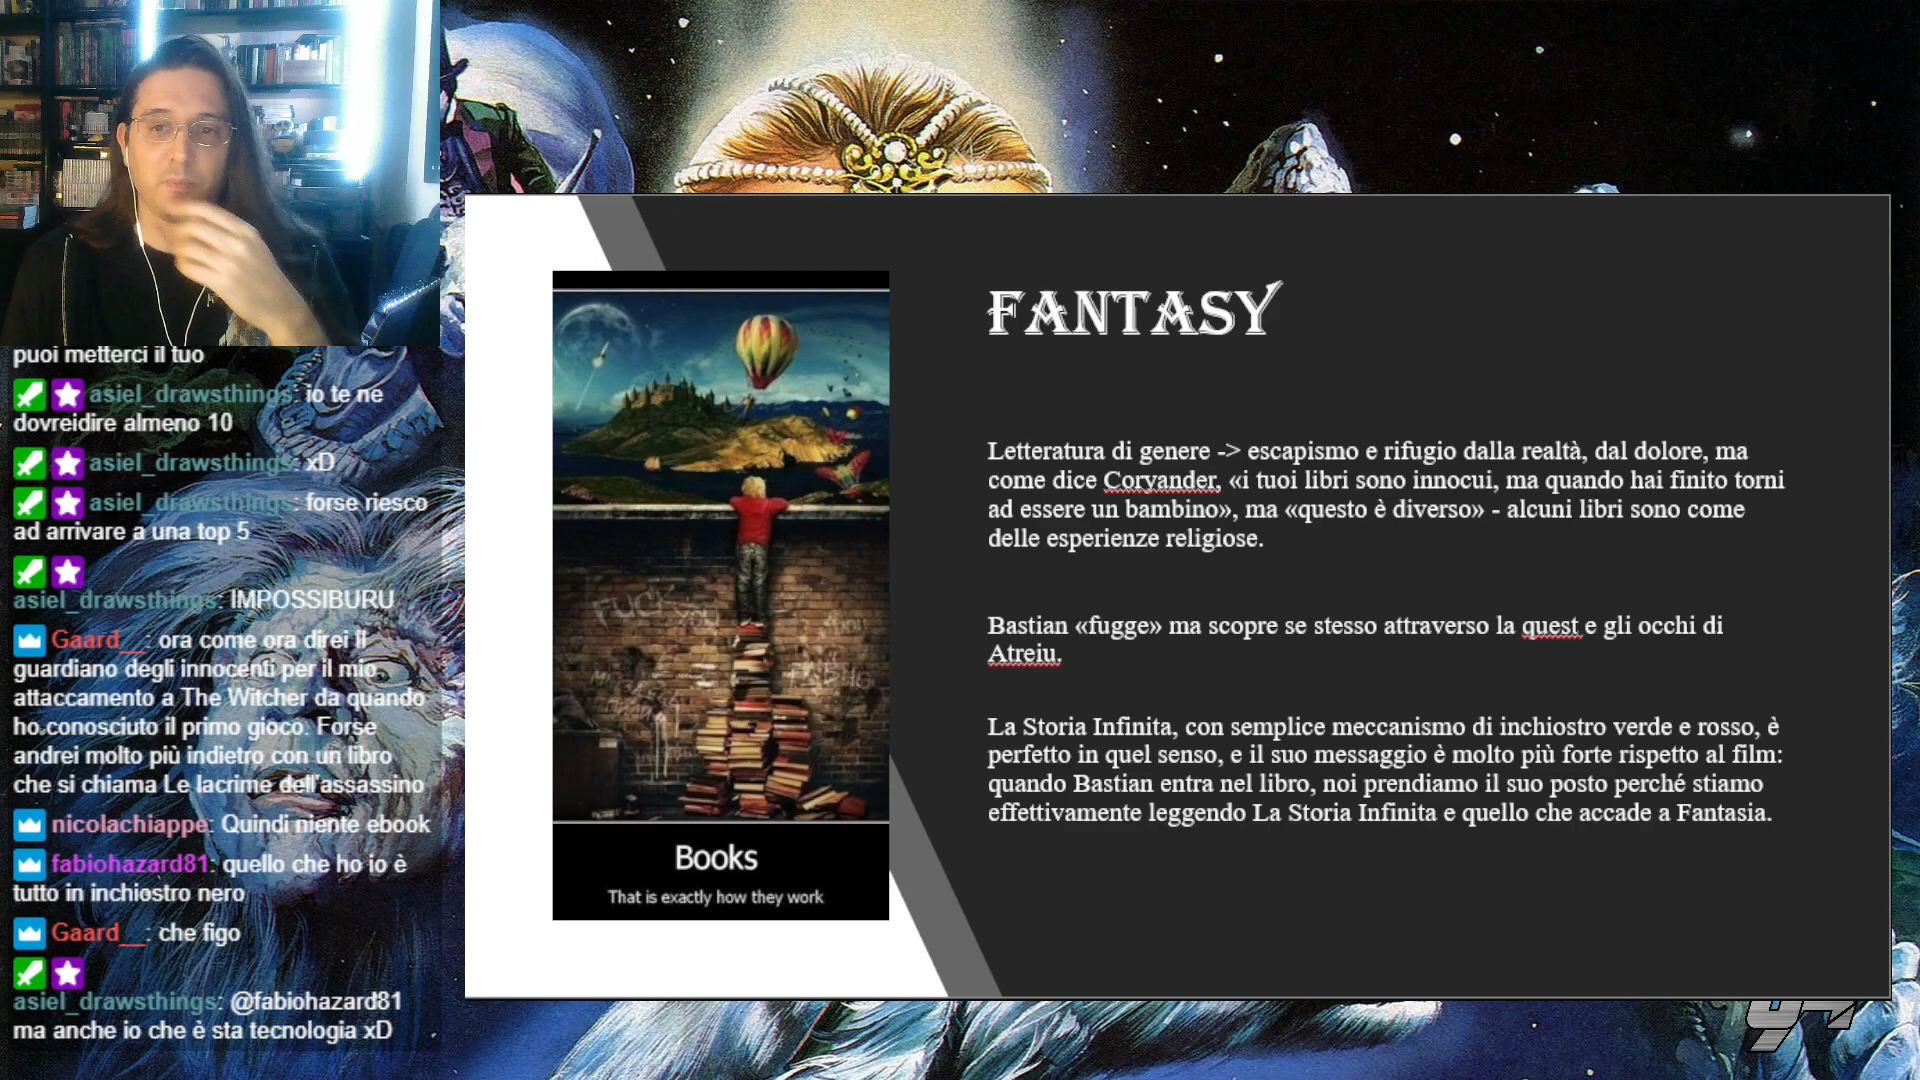 puoi metterci il tuo
asiel_drawsthings: io te ne
dovreidire almeno 10
asiel_drawsthings: xD
asiel_drawsthings: forse riesco
ad arrivare a una top 5
asiel_drawsthings: IMPOSSIBURU
Gaard__: ora come ora direi Il
guardiano degli innocenti per il mio
attaccamento a The Witcher da quando
ho conosciuto il primo gioco. Forse
andrei molto più indietro con un libro
che si chiama Le lacrime dell'assassino
nicolachiappe: Quindi niente ebook
fabiohazard81: quello che ho io è
tutto in inchiostro nero
Gaard__: che figo
asiel_drawsthings: @fabiohazard81
ma anche io che è sta tecnologia xD
FUCK YOU
Books
That is exactly how they work
FANTASY
Letteratura di genere -> escapismo e rifugio dalla realtà, dal dolore, ma
come dice Coryander, «i tuoi libri sono innocui, ma quando hai finito torni
ad essere un bambino», ma «questo è diverso» - alcuni libri sono come
delle esperienze religiose.
Bastian «fugge» ma scopre se stesso attraverso la quest e gli occhi di
Atreiu.
La Storia Infinita, con semplice meccanismo di inchiostro verde e rosso, è
perfetto in quel senso, e il suo messaggio è molto più forte rispetto al film:
quando Bastian entra nel libro, noi prendiamo il suo posto perché stiamo
effettivamente leggendo La Storia Infinita e quello che accade a Fantasia.